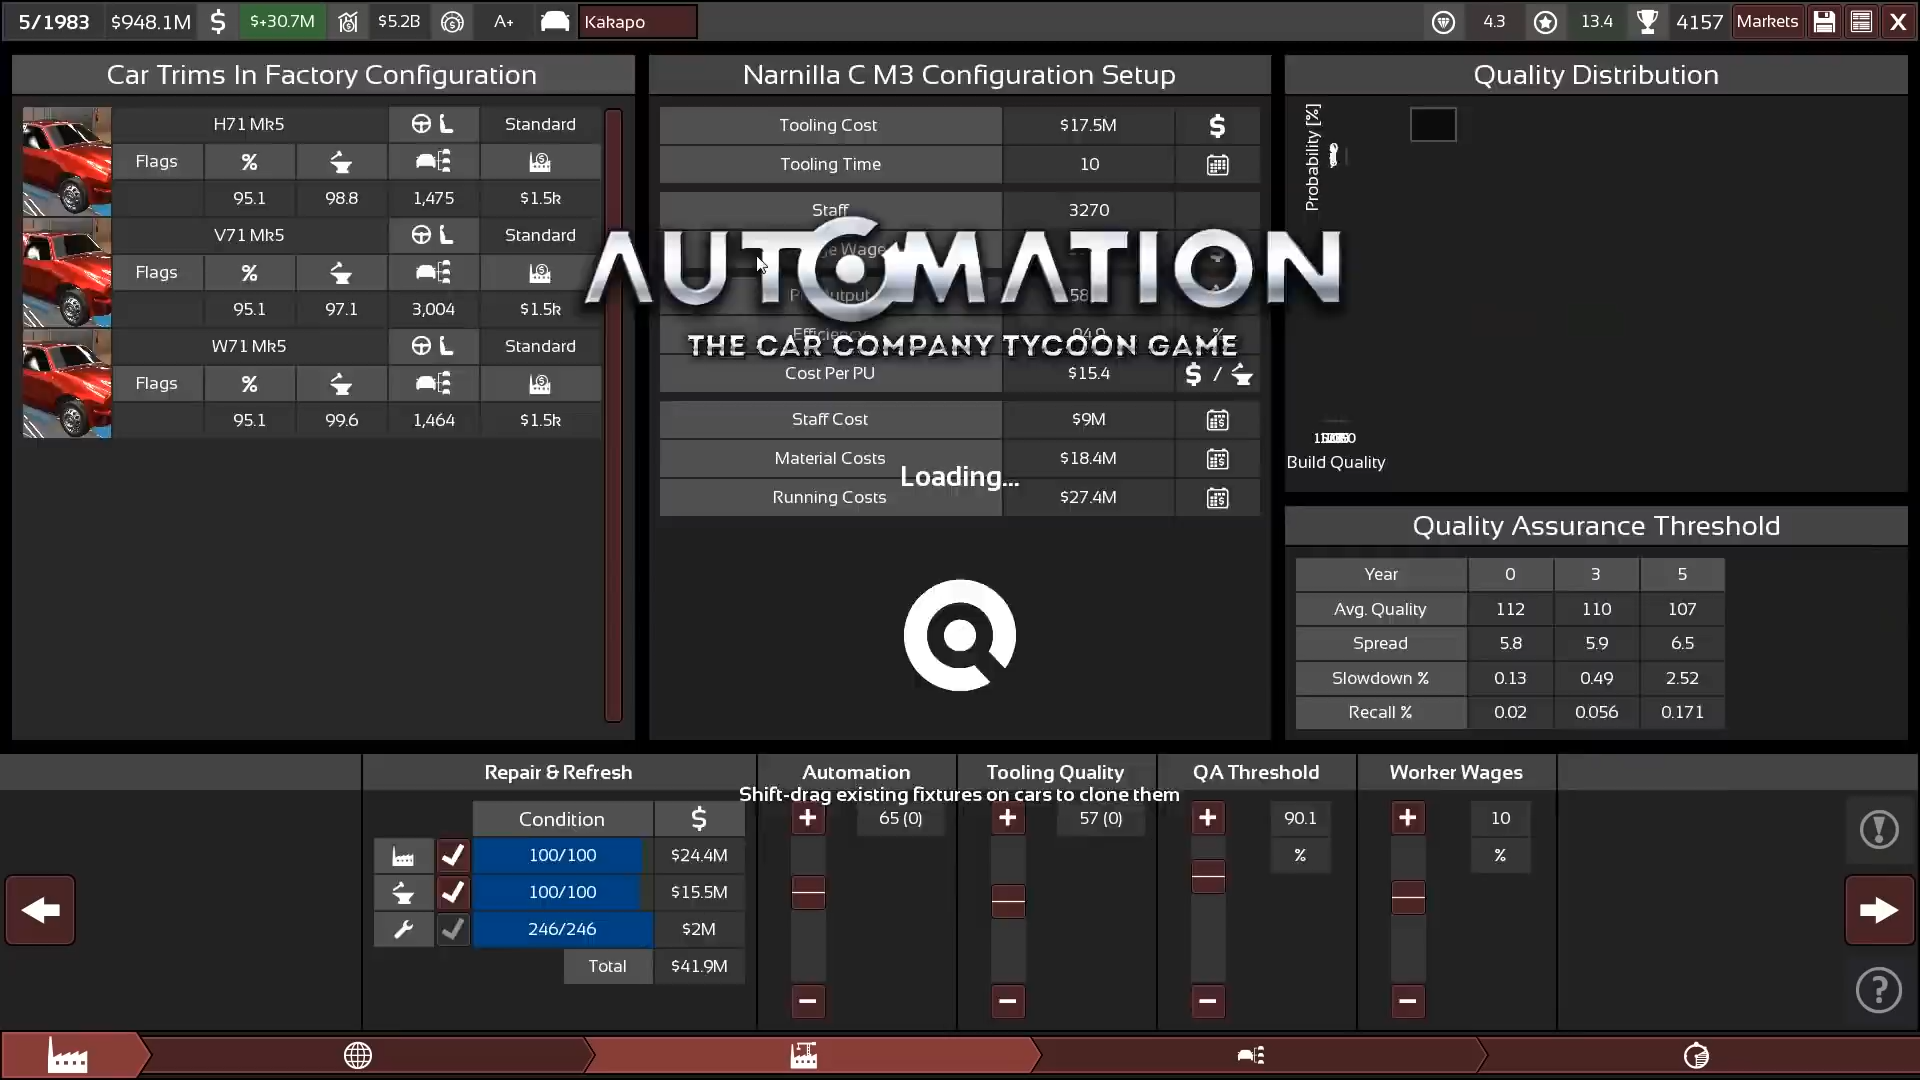 5/1983 $948.1M $+30.7M $5.2B A+ Kakapo 4.3 13.4 4157 Markets X
Car Trims In Factory Configuration
H71 Mk5 Standard
Flags %
95.1 98.8 1,475 $1.5k
V71 Mk5 Standard
Flags %
95.1 97.1 3,004 $1.5k
W71 Mk5 Standard
Flags %
95.1 99.6 1,464 $1.5k
Narnilla C M3 Configuration Setup
Tooling Cost $17.5M $
Tooling Time 10
Staff 3270
AUTOMATION
THE CAR COMPANY TYCOON GAME
Efficiency 94.9 %
Cost Per PU $15.4 $ /
Staff Cost $9M
Material Costs $18.4M
Loading...
Running Costs $27.4M
Quality Distribution
Probability [%]
Build Quality
Quality Assurance Threshold
Year 0 3 5
Avg. Quality 112 110 107
Spread 5.8 5.9 6.5
Slowdown % 0.13 0.49 2.52
Recall % 0.02 0.056 0.171
Repair & Refresh
Condition $
100/100 $24.4M
100/100 $15.5M
246/246 $2M
Total $41.9M
Automation
65 (0)
Tooling Quality
57 (0)
QA Threshold
90.1
%
Worker Wages
10
%
Shift-drag existing fixtures on cars to clone them